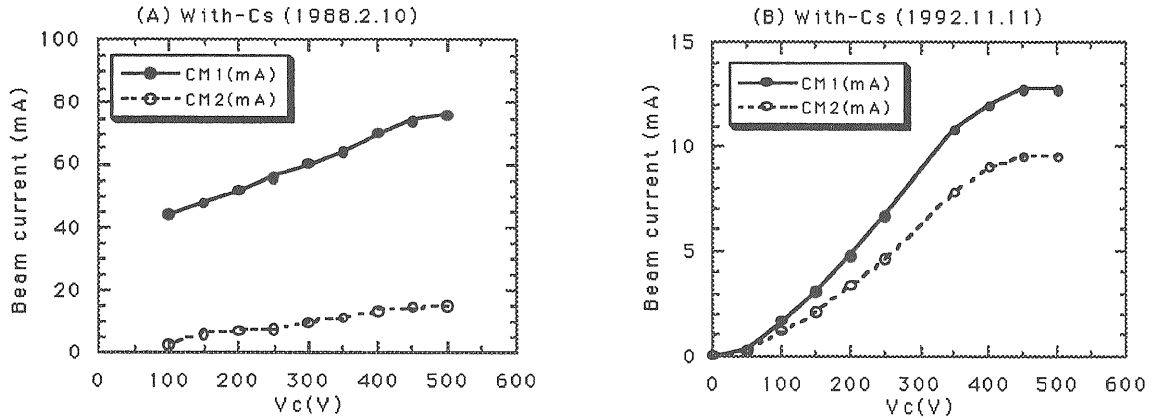 (A) With-Cs (1988.2.10)
100
80
60
40
20
0
Beam current (mA)
CM1(mA)
CM2(mA)
0 100 200 300 400 500 600
Vc(V)
(B) With-Cs (1992.11.11)
15
10
5
0
Beam current (mA)
CM1(mA)
CM2(mA)
0 100 200 300 400 500 600
Vc(V)